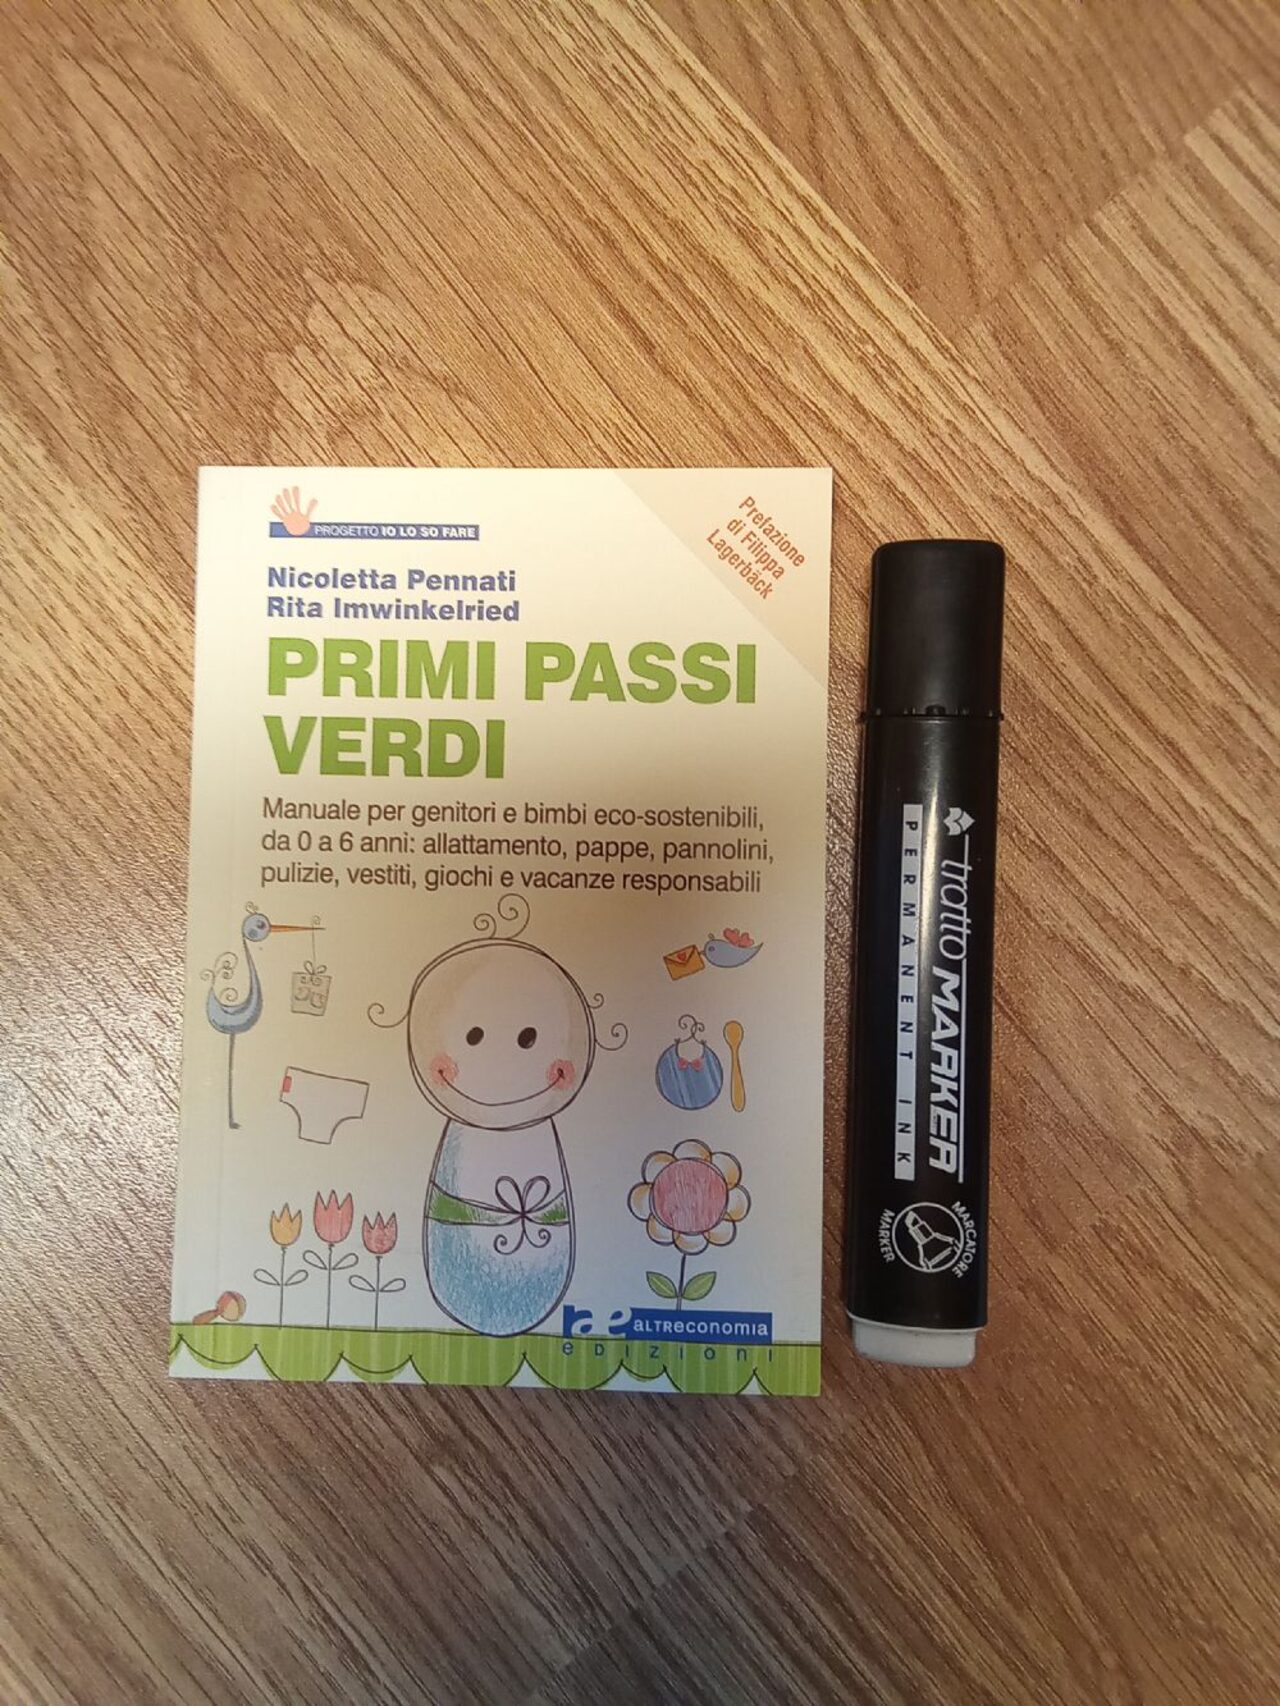 PROGETTO IO LO SO FARE
Prefazione
di Filippa
Lagerbäck
Nicoletta Pennati
Rita Imwinkelried
PRIMI PASSI
VERDI
Manuale per genitori e bimbi eco-sostenibili,
da 0 a 6 anni: allattamento, pappe, pannolini,
pulizie, vestiti, giochi e vacanze responsabili
ae ALTReconomia
eDIZIONI
tratto MARKER
PERMANENT INK
MARCATORE
MARKER